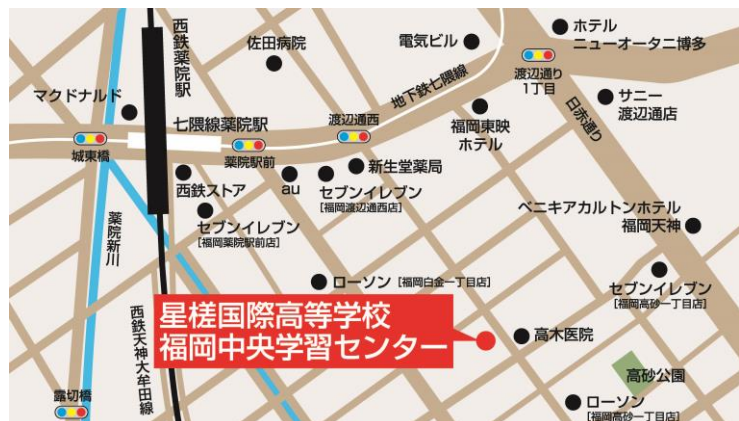 西鉄薬院駅
佐田病院
電気ビル
ホテル
ニューオータニ博多
渡辺通り
1丁目
地下鉄七隈線
マクドナルド
七隈線薬院駅
渡辺通西
日赤通り
サニー
渡辺通店
福岡東映
ホテル
城東橋
薬院駅前
新生堂薬局
西鉄ストア
au
セブンイレブン
[福岡渡辺通西店]
セブンイレブン
[福岡薬院駅前店]
ベニキアカルトンホテル
福岡天神
薬院新川
ローソン [福岡白金一丁目店]
セブンイレブン
[福岡高砂一丁目店]
西鉄天神大牟田線
星槎国際高等学校
福岡中央学習センター
高木医院
高砂公園
露切橋
ローソン
[福岡高砂一丁目店]